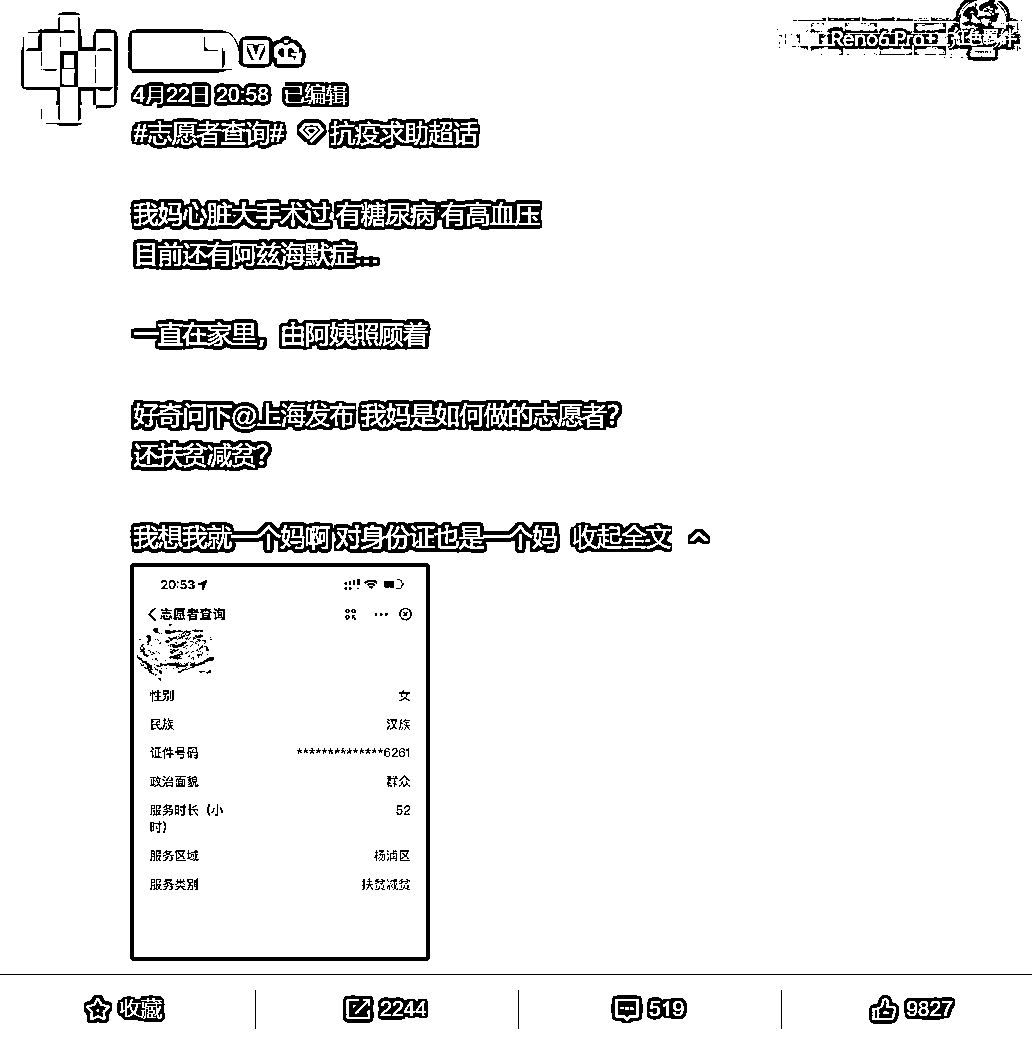 Reno6 Pro+
4月22日 20:58 已编辑
#志愿者查询# 抗疫求助超话
我妈心脏大手术过 有糖尿病 有高血压
目前还有阿兹海默症...
一直在家里，由阿姨照顾着
好奇问下@上海发布 我妈是如何做的志愿者？
还扶贫减贫？
我想我就一个妈啊 对身份证也是一个妈 收起全文
20:53
志愿者查询
性别 女
民族 汉族
证件号码 **************6261
政治面貌 群众
服务时长（小 52
时）
服务区域 杨浦区
服务类别 扶贫减贫
收藏 2244 519 9827